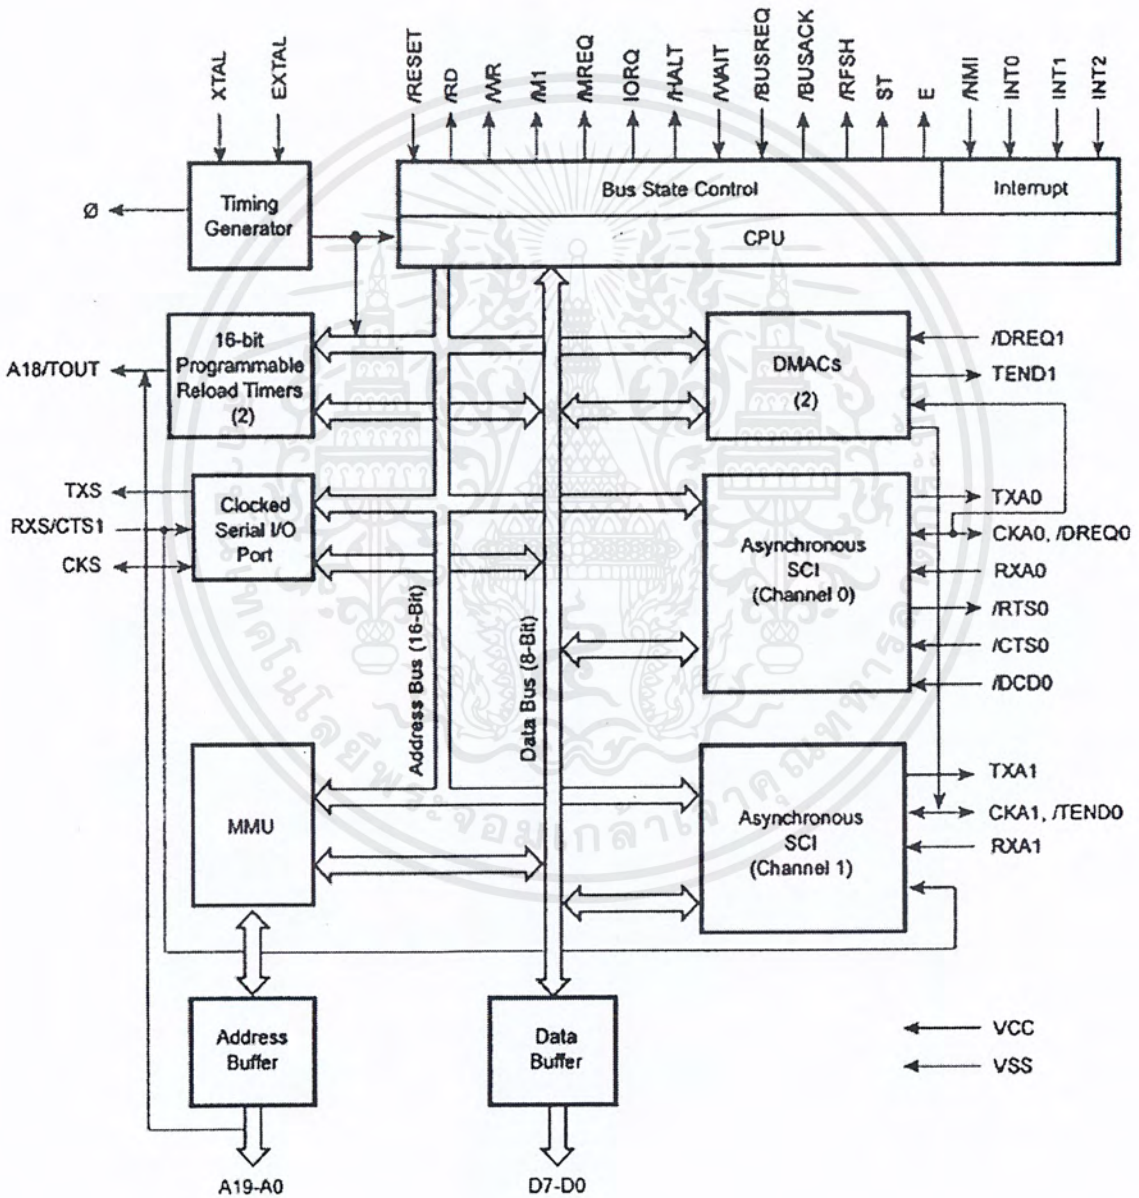 XTAL
EXTAL
/RESET
/RD
/WR
/M1
/MREQ
IORQ
/HALT
/WAIT
/BUSREQ
/BUSACK
/RFSH
ST
E
/NMI
INT0
INT1
INT2
Timing
Generator
Ø
Bus State Control
Interrupt
CPU
16-bit
Programmable
Reload Timers
(2)
A18/TOUT
DMACs
(2)
/DREQ1
TEND1
TXS
RXS/CTS1
CKS
Clocked
Serial I/O
Port
Asynchronous
SCI
(Channel 0)
TXA0
CKA0, /DREQ0
RXA0
/RTS0
/CTS0
/DCD0
Address Bus (16-Bit)
Data Bus (8-Bit)
MMU
Asynchronous
SCI
(Channel 1)
TXA1
CKA1, /TEND0
RXA1
Address
Buffer
Data
Buffer
VCC
VSS
A19-A0
D7-D0